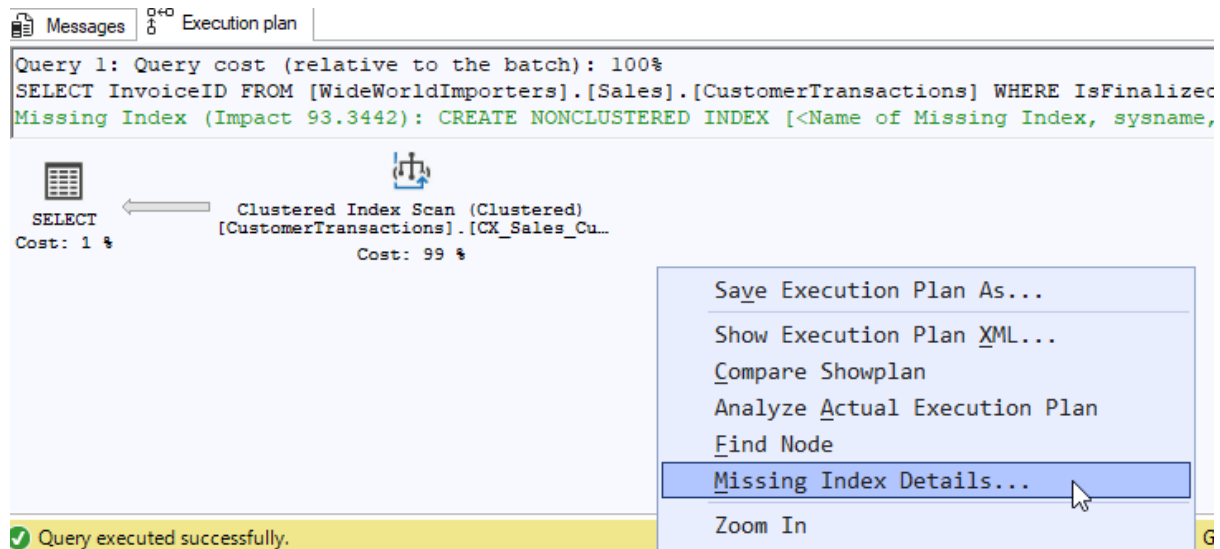 Messages
Execution plan
Query 1: Query cost (relative to the batch): 100%
SELECT InvoiceID FROM [WideWorldImporters].[Sales].[CustomerTransactions] WHERE IsFinalized
Missing Index (Impact 93.3442): CREATE NONCLUSTERED INDEX [<Name of Missing Index, sysname,
SELECT
Cost: 1 %
Clustered Index Scan (Clustered)
[CustomerTransactions].[CX_Sales_Cu…
Cost: 99 %
Save Execution Plan As...
Show Execution Plan XML...
Compare Showplan
Analyze Actual Execution Plan
Find Node
Missing Index Details...
Zoom In
Query executed successfully.